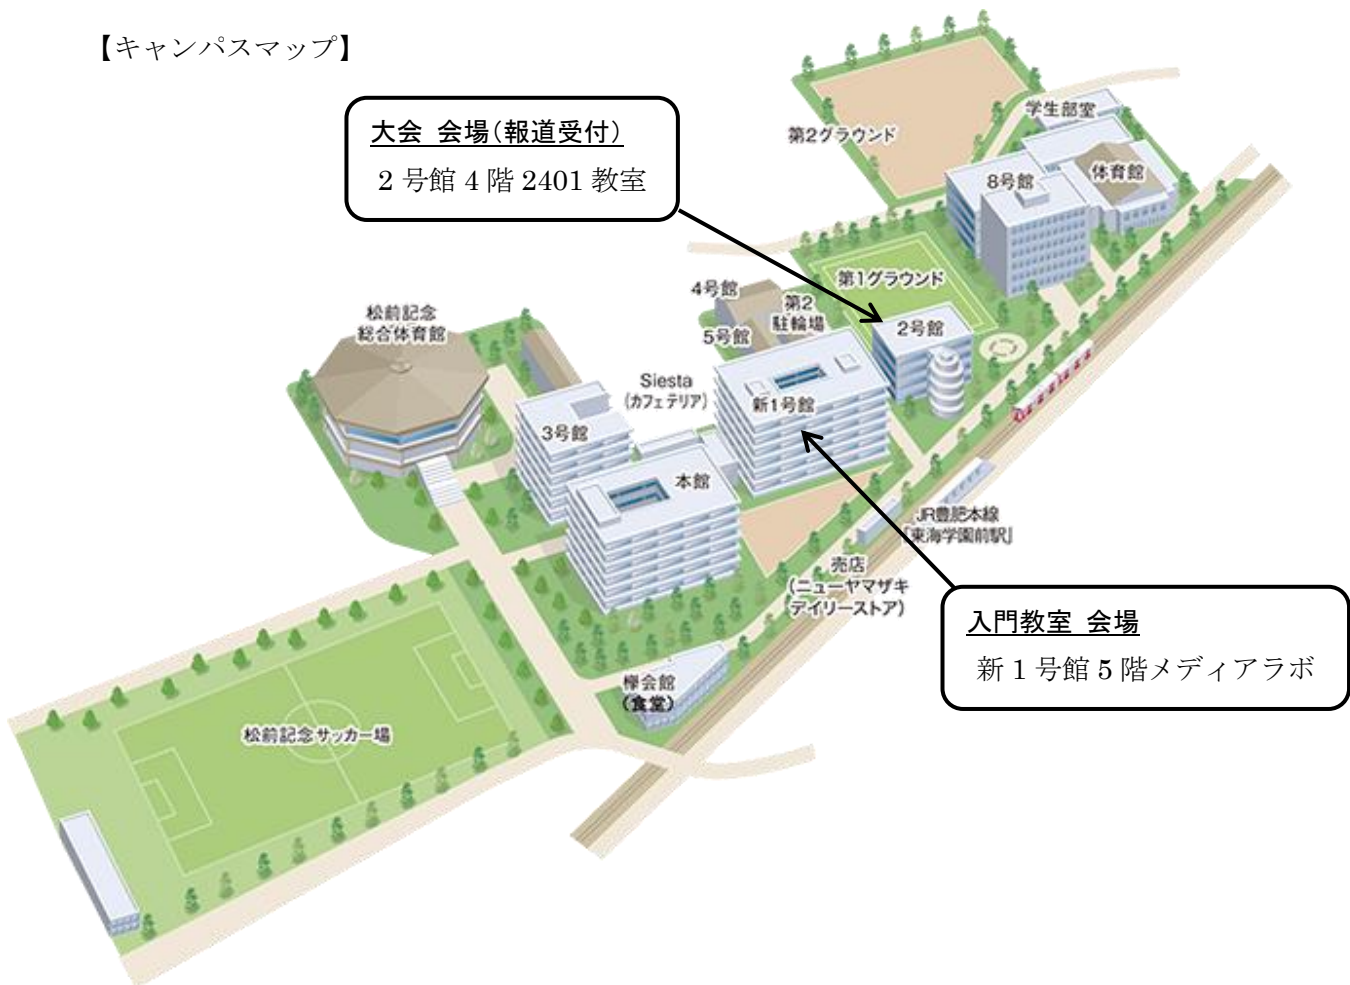 【キャンパスマップ】
大会 会場(報道受付)
2 号館 4 階 2401 教室
第2グラウンド
学生部室
8号館
体育館
第1グラウンド
4号館
第2
駐輪場
5号館
2号館
松前記念
総合体育館
Siesta
(カフェテリア)
新1号館
3号館
本館
JR豊肥本線
「東海学園前駅」
売店
(ニューヤマザキ
デイリーストア)
入門教室 会場
新 1 号館 5 階メディアラボ
欅会館
(食堂)
松前記念サッカー場